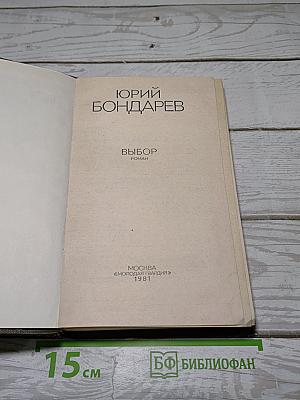 ЮРИЙ
БОНДАРЕВ
ВЫБОР
РОМАН
МОСКВА
«МОЛОДАЯ ГВАРДИЯ»
1981
15 см
БФ БИБЛИОФАН